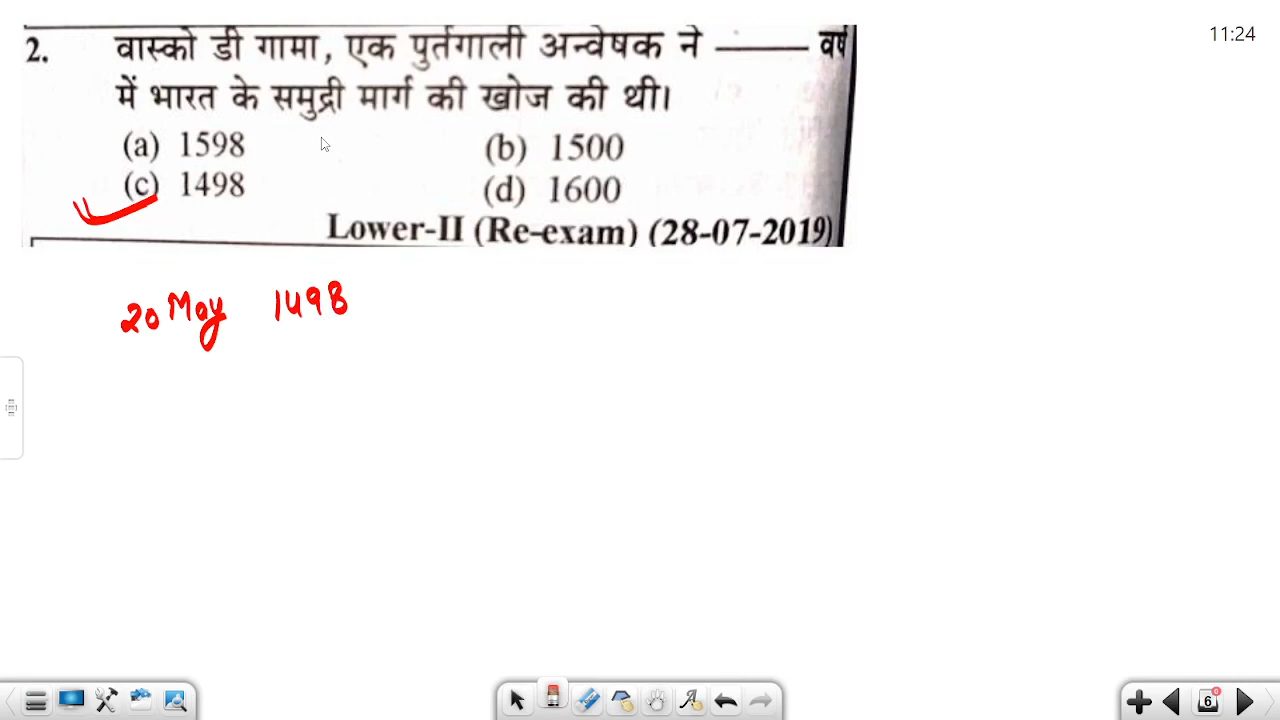 11:24
2. वास्को डी गामा, एक पुर्तगाली अन्वेषक ने ——— वर्ष
में भारत के समुद्री मार्ग की खोज की थी।
(a) 1598 (b) 1500
(c) 1498 (d) 1600
Lower-II (Re-exam) (28-07-2019)
20 May 1498
6